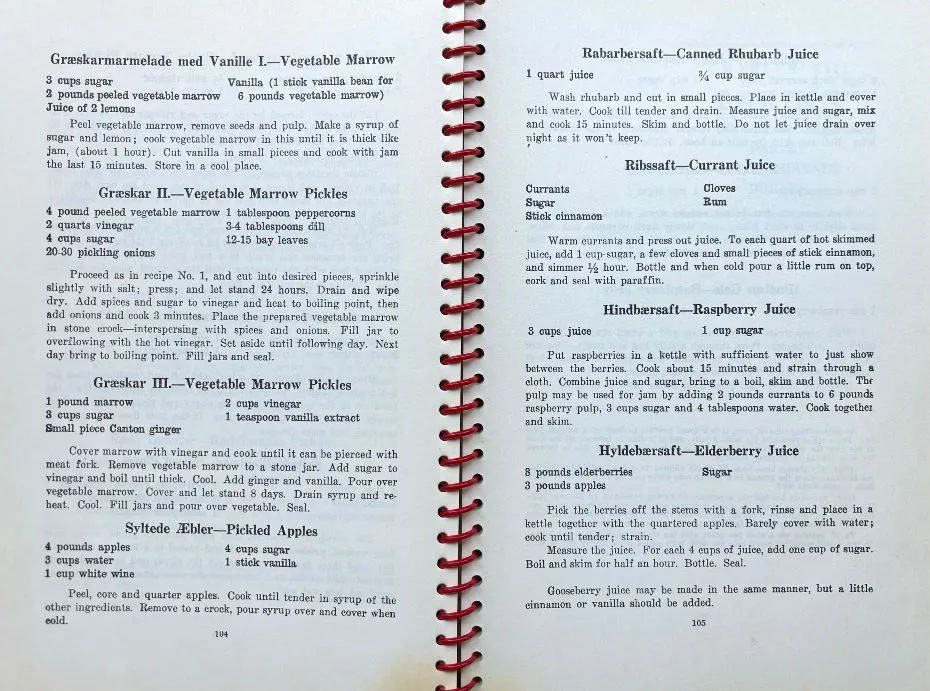 Græskarmarmelade med Vanille I.—Vegetable Marrow
3 cups sugar
2 pounds peeled vegetable marrow
Juice of 2 lemons
Vanilla (1 stick vanilla bean for
6 pounds vegetable marrow)
Peel vegetable marrow, remove seeds and pulp. Make a syrup of
sugar and lemon; cook vegetable marrow in this until it is thick like
jam, (about 1 hour). Cut vanilla in small pieces and cook with jam
the last 15 minutes. Store in a cool place.
Græskar II.—Vegetable Marrow Pickles
4 pound peeled vegetable marrow
2 quarts vinegar
4 cups sugar
20-30 pickling onions
1 tablespoon peppercorns
3-4 tablespoons dill
12-15 bay leaves
Proceed as in recipe No. 1, and cut into desired pieces, sprinkle
slightly with salt; press; and let stand 24 hours. Drain and wipe
dry. Add spices and sugar to vinegar and heat to boiling point, then
add onions and cook 3 minutes. Place the prepared vegetable marrow
in stone crock—interspersing with spices and onions. Fill jar to
overflowing with the hot vinegar. Set aside until following day. Next
day bring to boiling point. Fill jars and seal.
Græskar III.—Vegetable Marrow Pickles
1 pound marrow
3 cups sugar
Small piece Canton ginger
2 cups vinegar
1 teaspoon vanilla extract
Cover marrow with vinegar and cook until it can be pierced with
meat fork. Remove vegetable marrow to a stone jar. Add sugar to
vinegar and boil until thick. Cool. Add ginger and vanilla. Pour over
vegetable marrow. Cover and let stand 8 days. Drain syrup and re-
heat. Cool. Fill jars and pour over vegetable. Seal.
Syltede Æbler—Pickled Apples
4 pounds apples
3 cups water
1 cup white wine
4 cups sugar
1 stick vanilla
Peel, core and quarter apples. Cook until tender in syrup of the
other ingredients. Remove to a crock, pour syrup over and cover when
cold.
104
Rabarbersaft—Canned Rhubarb Juice
1 quart juice
¾ cup sugar
Wash rhubarb and cut in small pieces. Place in kettle and cover
with water. Cook till tender and drain. Measure juice and sugar, mix
and cook 15 minutes. Skim and bottle. Do not let juice drain over
night as it won't keep.
Ribssaft—Currant Juice
Currants
Sugar
Stick cinnamon
Cloves
Rum
Warm currants and press out juice. To each quart of hot skimmed
juice, add 1 cup sugar, a few cloves and small pieces of stick cinnamon,
and simmer ½ hour. Bottle and when cold pour a little rum on top,
cork and seal with paraffin.
Hindbærsaft—Raspberry Juice
3 cups juice
1 cup sugar
Put raspberries in a kettle with sufficient water to just show
between the berries. Cook about 15 minutes and strain through a
cloth. Combine juice and sugar, bring to a boil, skim and bottle. The
pulp may be used for jam by adding 2 pounds currants to 6 pounds
raspberry pulp, 3 cups sugar and 4 tablespoons water. Cook together
and skim.
Hyldebærsaft—Elderberry Juice
8 pounds elderberries
3 pounds apples
Sugar
Pick the berries off the stems with a fork, rinse and place in a
kettle together with the quartered apples. Barely cover with water;
cook until tender; strain.
Measure the juice. For each 4 cups of juice, add one cup of sugar.
Boil and skim for half an hour. Bottle. Seal.
Gooseberry juice may be made in the same manner, but a little
cinnamon or vanilla should be added.
105